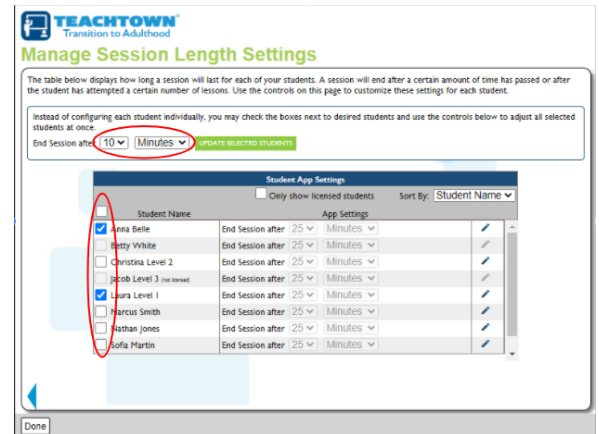 TEACHTOWN
Transition to Adulthood
Manage Session Length Settings
The table below displays how long a session will last for each of your students. A session will end after a certain amount of time has passed or after
the student has attempted a certain number of lessons. Use the controls on this page to customize these settings for each student.
Instead of configuring each student individually, you may check the boxes next to desired students and use the controls below to adjust all selected
students at once.
End Session after 10 Minutes UPDATE SELECTED STUDENTS
Student App Settings
Only show licensed students Sort By: Student Name
Student Name App Settings
Anna Belle End Session after 25 Minutes
Betty White End Session after 25 Minutes
Christina Level 2 End Session after 25 Minutes
Jacob Level 3 (not licensed) End Session after 25 Minutes
Laura Level 1 End Session after 25 Minutes
Marcus Smith End Session after 25 Minutes
Nathan Jones End Session after 25 Minutes
Sofia Martin End Session after 25 Minutes
Done